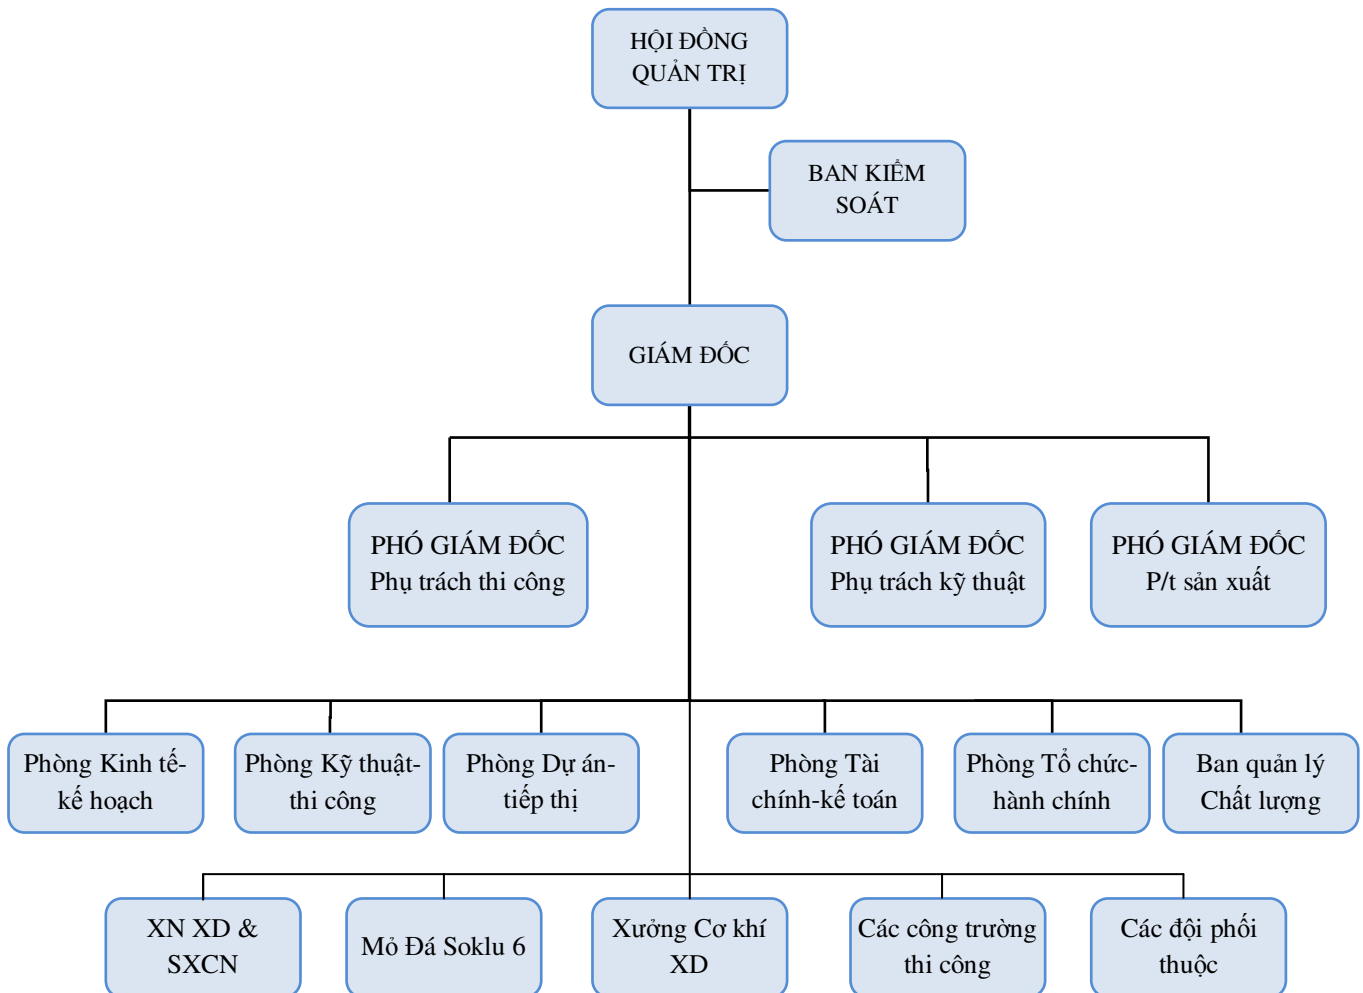 HỘI ĐỒNG
QUẢN TRỊ
BAN KIỂM
SOÁT
GIÁM ĐỐC
PHÓ GIÁM ĐỐC
Phụ trách thi công
PHÓ GIÁM ĐỐC
Phụ trách kỹ thuật
PHÓ GIÁM ĐỐC
P/t sản xuất
Phòng Kinh tế-
kế hoạch
Phòng Kỹ thuật-
thi công
Phòng Dự án-
tiếp thị
Phòng Tài
chính-kế toán
Phòng Tổ chức-
hành chính
Ban quản lý
Chất lượng
XN XD &
SXCN
Mỏ Đá Soklu 6
Xưởng Cơ khí
XD
Các công trường
thi công
Các đội phối
thuộc